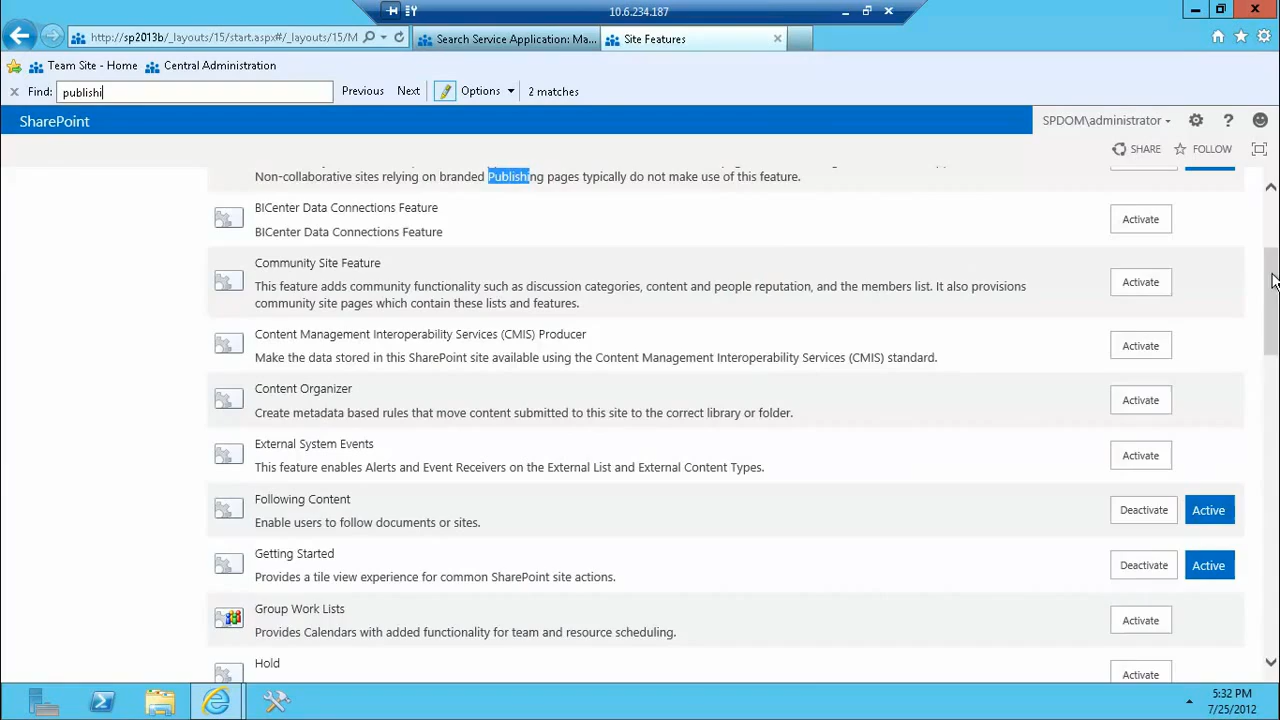 10.6.234.187
http://sp2013b/_layouts/15/start.aspx#/_layouts/15/M
Search Service Application: Ma...
Site Features
Team Site - Home
Central Administration
Find: publishi
Previous
Next
Options
2 matches
SharePoint
SPDOM\administrator
SHARE
FOLLOW
Non-collaborative sites relying on branded Publishing pages typically do not make use of this feature.
BICenter Data Connections Feature
BICenter Data Connections Feature
Activate
Community Site Feature
This feature adds community functionality such as discussion categories, content and people reputation, and the members list. It also provisions
community site pages which contain these lists and features.
Activate
Content Management Interoperability Services (CMIS) Producer
Make the data stored in this SharePoint site available using the Content Management Interoperability Services (CMIS) standard.
Activate
Content Organizer
Create metadata based rules that move content submitted to this site to the correct library or folder.
Activate
External System Events
This feature enables Alerts and Event Receivers on the External List and External Content Types.
Activate
Following Content
Enable users to follow documents or sites.
Deactivate
Active
Getting Started
Provides a tile view experience for common SharePoint site actions.
Deactivate
Active
Group Work Lists
Provides Calendars with added functionality for team and resource scheduling.
Activate
Hold
Activate
5:32 PM
7/25/2012